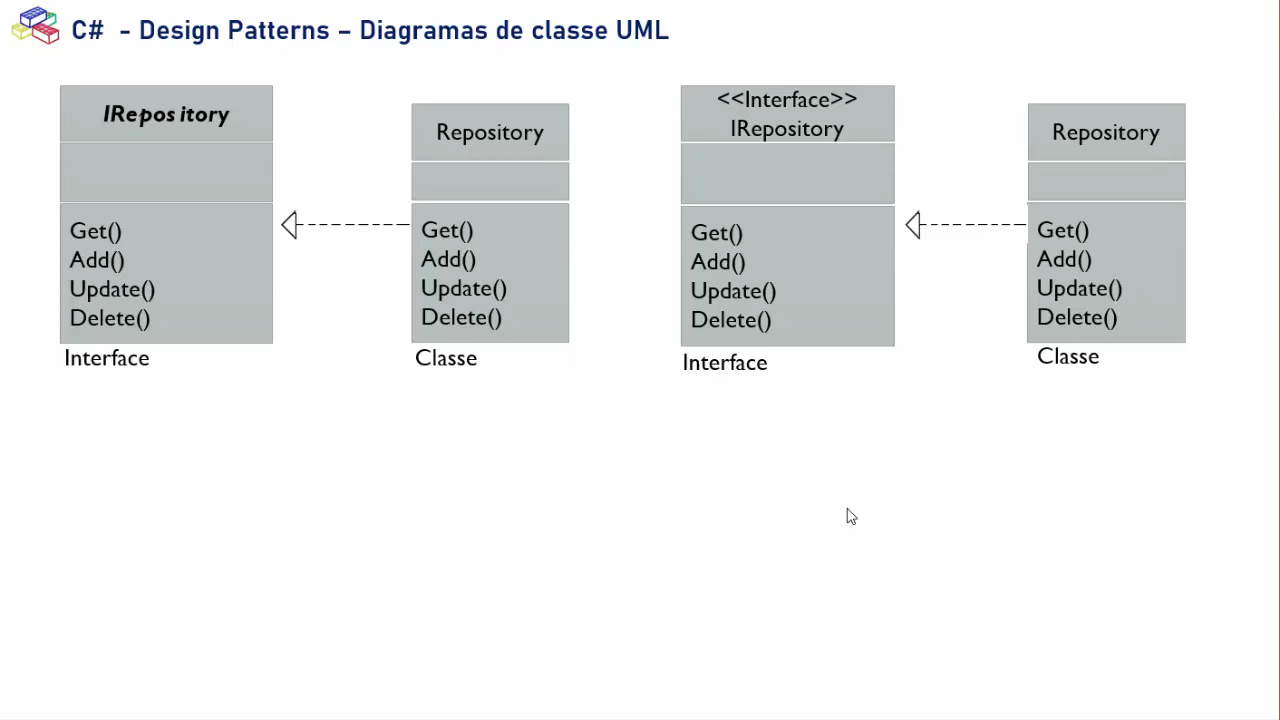 C# - Design Patterns – Diagramas de classe UML
IRepository
Get()
Add()
Update()
Delete()
Interface
Repository
Get()
Add()
Update()
Delete()
Classe
<<Interface>>
IRepository
Get()
Add()
Update()
Delete()
Interface
Repository
Get()
Add()
Update()
Delete()
Classe